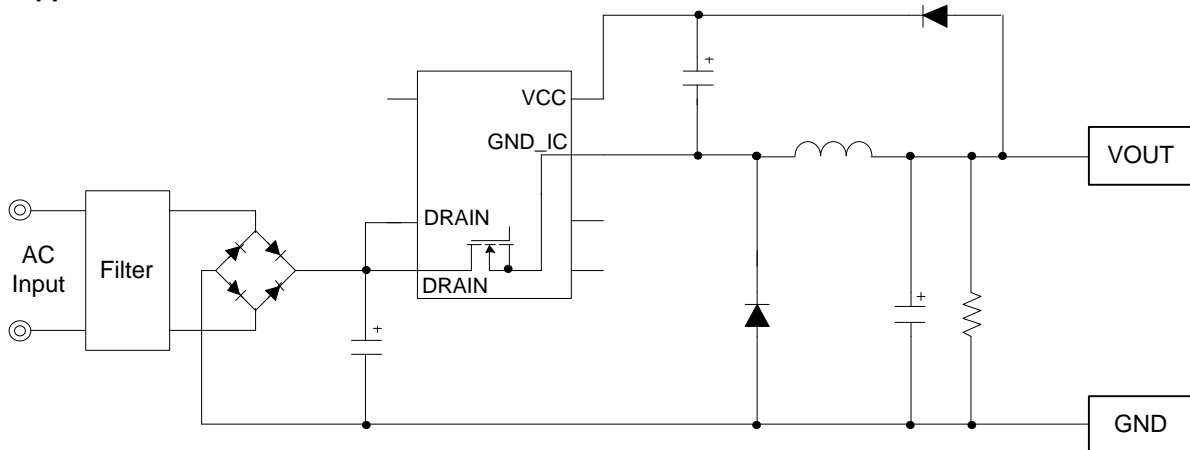 VCC
GND_IC
VOUT
DRAIN
AC
Input
Filter
DRAIN
GND
+
+
+